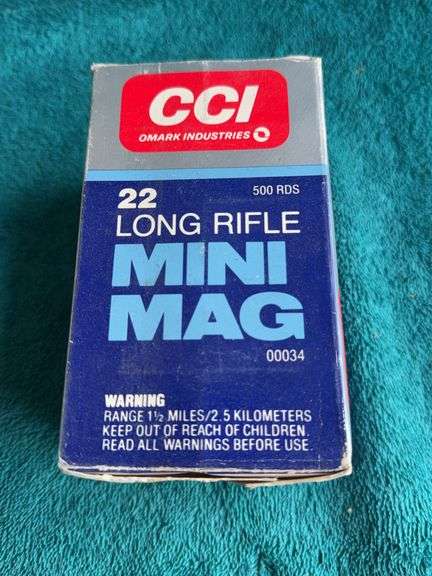 CCI
OMARK INDUSTRIES
22 500 RDS
LONG RIFLE
MINI
MAG
00034
WARNING
RANGE 1½ MILES/2.5 KILOMETERS
KEEP OUT OF REACH OF CHILDREN
READ ALL WARNINGS BEFORE USE